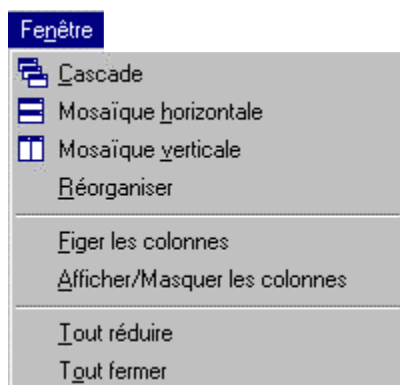 Fenêtre
Cascade
Mosaïque horizontale
Mosaïque verticale
Réorganiser
Figer les colonnes
Afficher/Masquer les colonnes
Tout réduire
Tout fermer